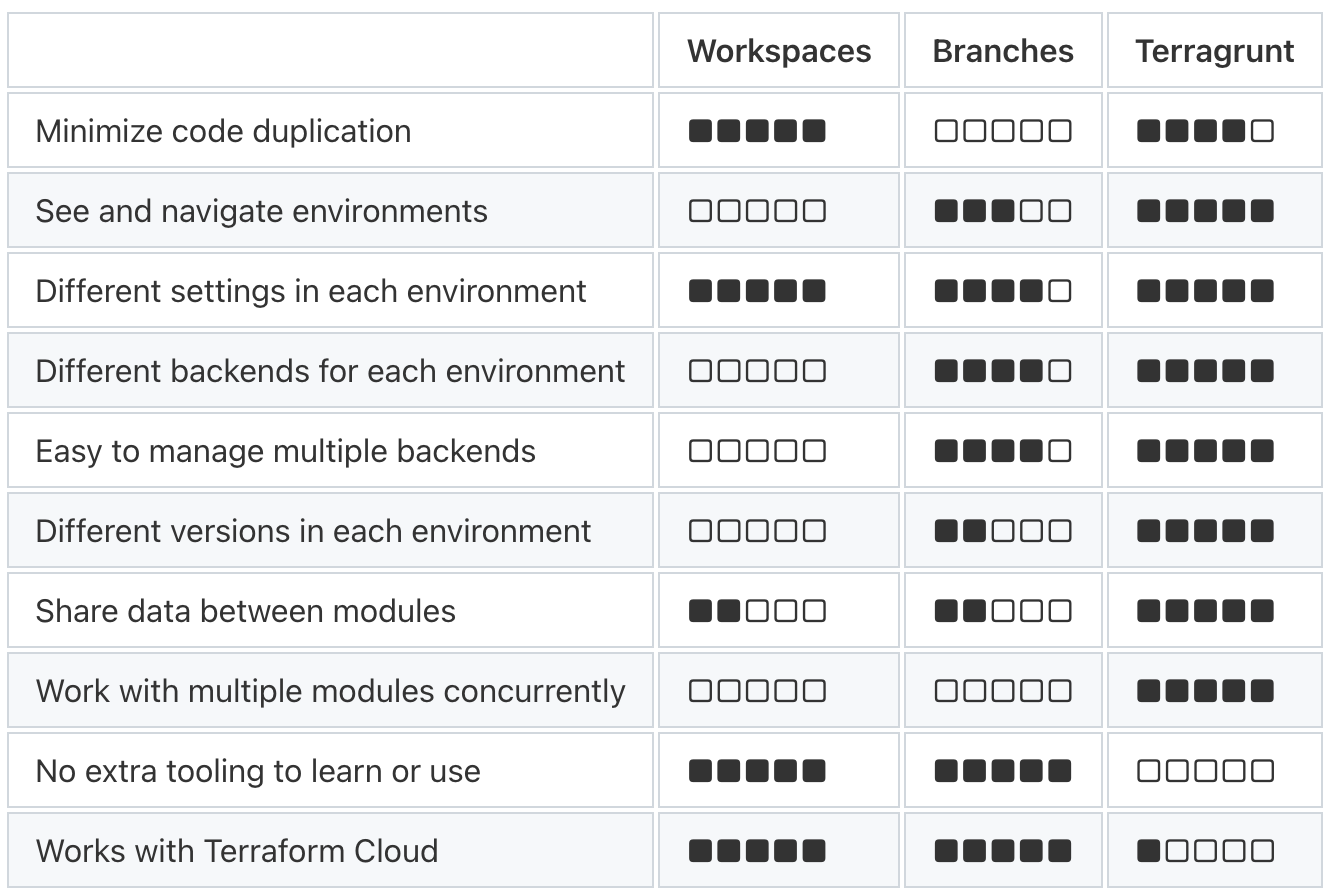 Workspaces Branches Terragrunt
Minimize code duplication ■■■■■ □□□□□ ■■■■□
See and navigate environments □□□□□ ■■■□□ ■■■■■
Different settings in each environment ■■■■■ ■■■■□ ■■■■■
Different backends for each environment □□□□□ ■■■■□ ■■■■■
Easy to manage multiple backends □□□□□ ■■■■□ ■■■■■
Different versions in each environment □□□□□ ■■□□□ ■■■■■
Share data between modules ■■□□□ ■■□□□ ■■■■■
Work with multiple modules concurrently □□□□□ □□□□□ ■■■■■
No extra tooling to learn or use ■■■■■ ■■■■■ □□□□□
Works with Terraform Cloud ■■■■■ ■■■■■ ■□□□□